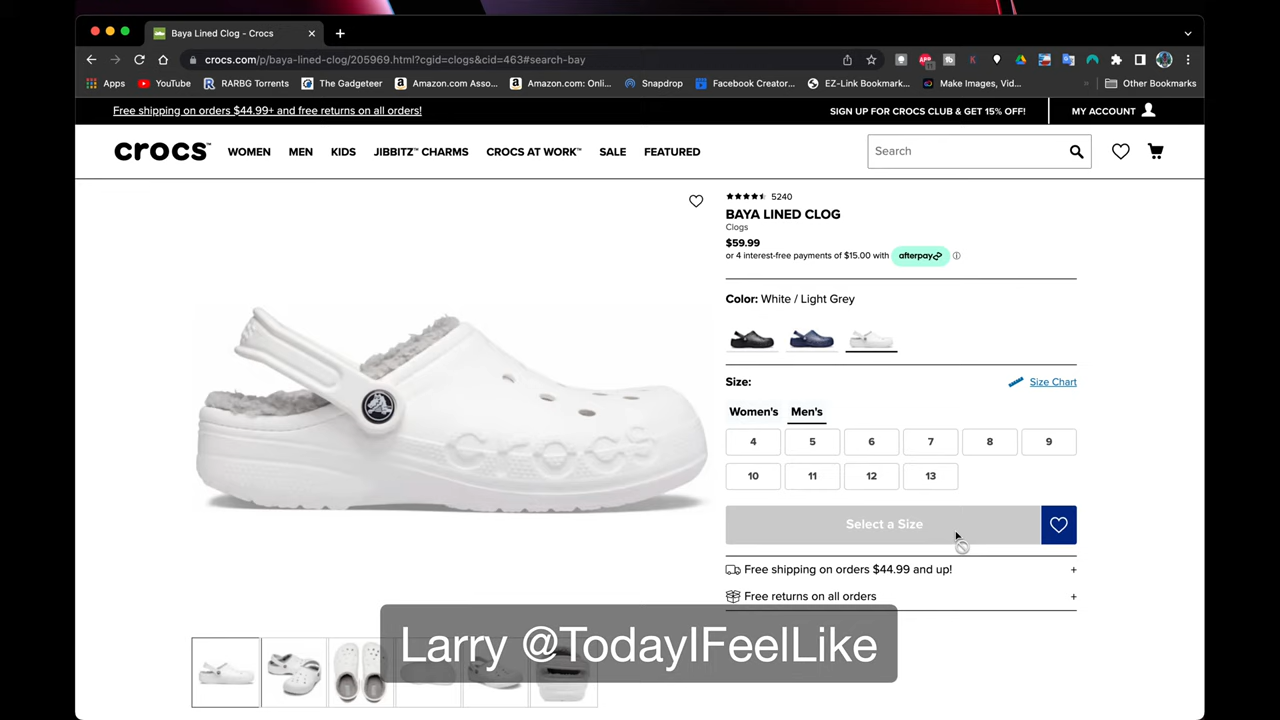 Baya Lined Clog - Crocs
crocs.com/p/baya-lined-clog/205969.html?cgid=clogs&cid=463#search-bay
Apps YouTube RARBG Torrents The Gadgeteer Amazon.com Asso... Amazon.com: Onli... Snapdrop Facebook Creator... EZ-Link Bookmark... Make Images, Vid... » Other Bookmarks
Free shipping on orders $44.99+ and free returns on all orders! SIGN UP FOR CROCS CLUB & GET 15% OFF! MY ACCOUNT
crocs™ WOMEN MEN KIDS JIBBITZ™ CHARMS CROCS AT WORK™ SALE FEATURED Search
5240
BAYA LINED CLOG
Clogs
$59.99
or 4 interest-free payments of $15.00 with afterpay
Color: White / Light Grey
Size: Size Chart
Women's Men's
4 5 6 7 8 9
10 11 12 13
Select a Size
Free shipping on orders $44.99 and up! +
Free returns on all orders +
crocs
Larry @TodayIFeelLike